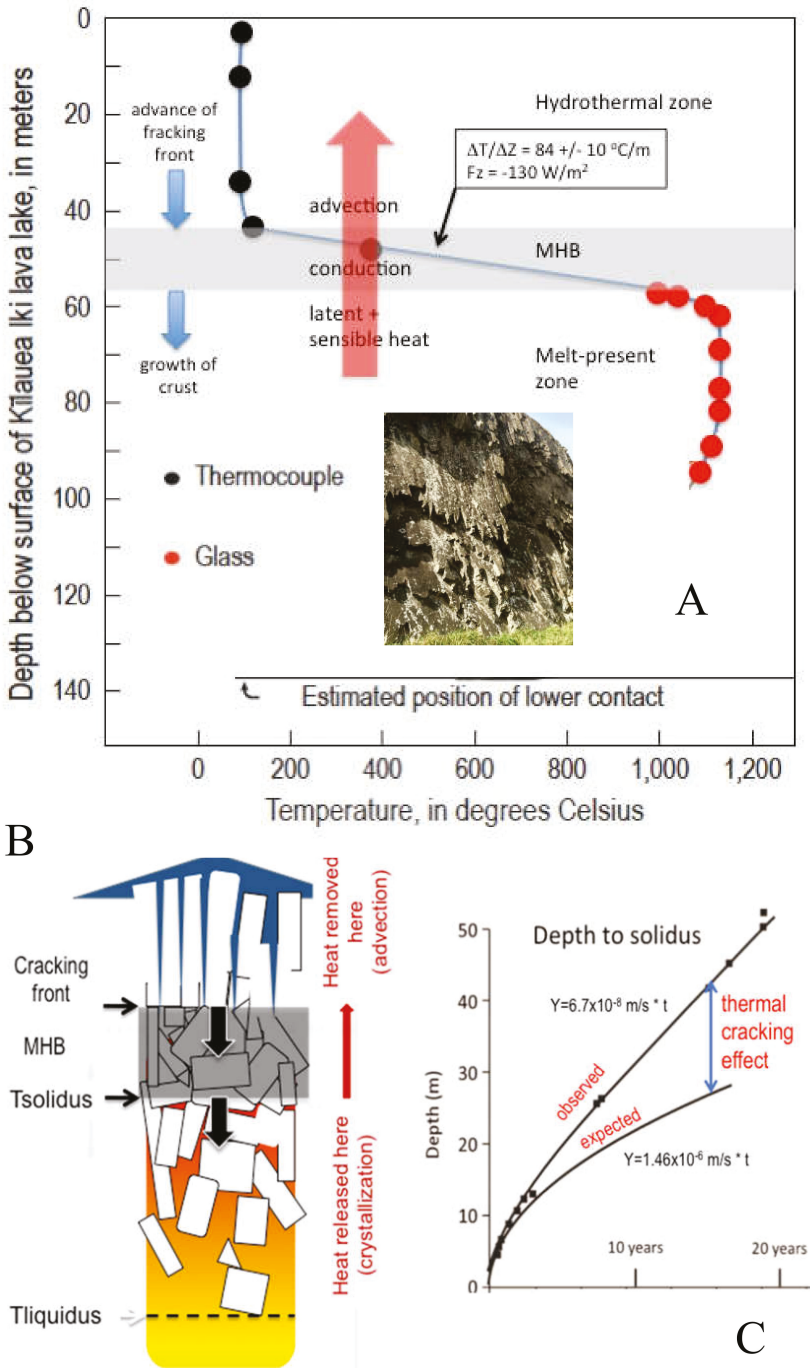 0
20
40
60
80
100
120
140
Depth below surface of Kīlauea Iki lava lake, in meters
advance of
fracking
front
growth of
crust
advection
conduction
latent +
sensible heat
Hydrothermal zone
ΔT/ΔZ = 84 +/- 10 °C/m
Fz = -130 W/m²
MHB
Melt-present
zone
Thermocouple
Glass
A
Estimated position of lower contact
0 200 400 600 800 1,000 1,200
Temperature, in degrees Celsius
B
Cracking
front
MHB
Tsolidus
Tliquidus
Heat removed
here
(advection)
Heat released here
(crystallization)
Depth to solidus
50
40
30
20
10
0
Depth (m)
Y=6.7x10⁻⁸ m/s * t
thermal
cracking
effect
observed
expected
Y=1.46x10⁻⁶ m/s * t
10 years
20 years
C